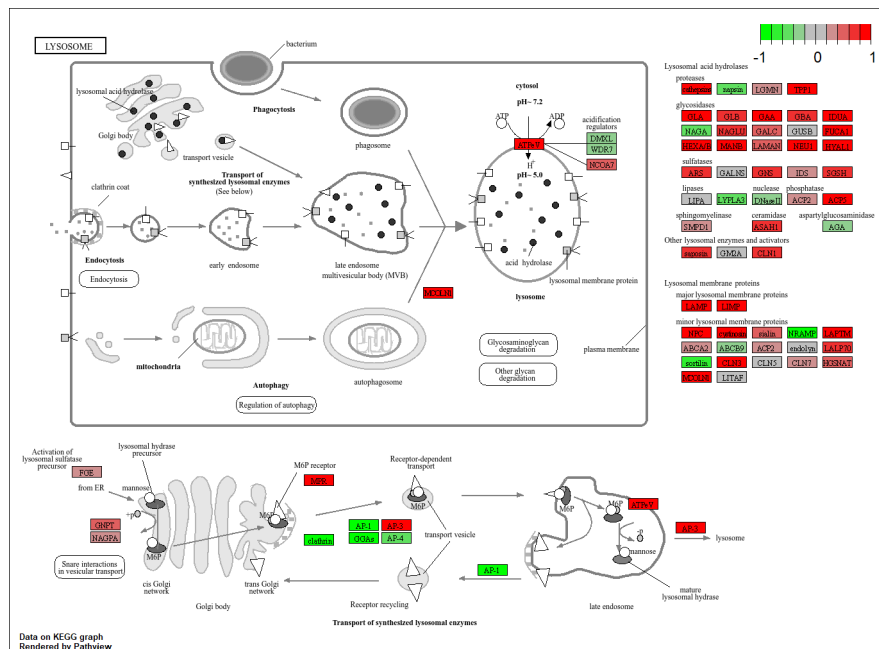 LYSOSOME
bacterium
-1 0 1
lysosomal acid hydrolase
Golgi body
transport vesicle
Phagocytosis
phagosome
Transport of
synthesized lysosomal enzymes
(See below)
clathrin coat
Endocytosis
Endocytosis
early endosome
late endosome
multivesicular body (MVB)
cytosol
pH~ 7.2
ATP
ADP
ATPeV
H+
pH~ 5.0
acidification
regulators
DMXL
WDR7
NCOA7
acid hydrolase
lysosomal membrane protein
lysosome
MCOLN1
mitochondria
Autophagy
Regulation of autophagy
autophagosome
Glycosaminoglycan
degradation
Other glycan
degradation
plasma membrane
Lysosomal acid hydrolases
proteases
cathepsin napsin LGMN TPP1
glycosidases
GLA GLB GAA GBA IDUA
NAGA NAGLU GALC GUSB FUCA1
HEXA/B MANB LAMAN NEU1 HYAL1
sulfatases
ARS GALNS GNS IDS SGSH
lipases nuclease phosphatase
LIPA LYPLA3 DNaseII ACP2 ACP5
sphingomyelinase ceramidase aspartylglucosaminidase
SMPD1 ASAH1 AGA
Other lysosomal enzymes and activators
saposin GM2A CLN1
Lysosomal membrane proteins
major lysosomal membrane proteins
LAMP LIMP
minor lysosomal membrane proteins
NPC cystinosin sialin NRAMP LAPTM
ABCA2 ABCB9 ACP2 endolyn LALP70
sortilin CLN3 CLN5 CLN7 HGSNAT
MCOLN1 LITAF
Activation of
lysosomal sulfatase
precursor
FGE
from ER
lysosomal hydrase
precursor
mannose
+p
GNPT
NAGPA
M6P
Snare interactions
in vesicular transport
cis Golgi
network
Golgi body
trans Golgi
network
M6P receptor
MPR
M6P
clathrin
AP-1 AP-3
GGAs AP-4
Receptor-dependent
transport
M6P
transport vesicle
Receptor recycling
AP-1
M6P
M6P
ATPeV
-p
mannose
AP-3
lysosome
mature
lysosomal hydrase
late endosome
Transport of synthesized lysosomal enzymes
Data on KEGG graph
Rendered by Pathview